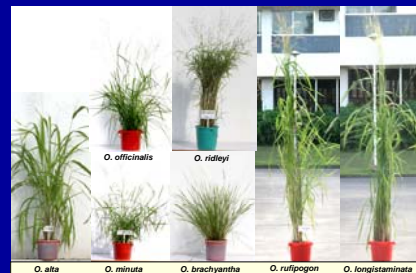 O. officinalis
O. ridleyi
O. alta
O. minuta
O. brachyantha
O. rufipogon
O. longistaminata